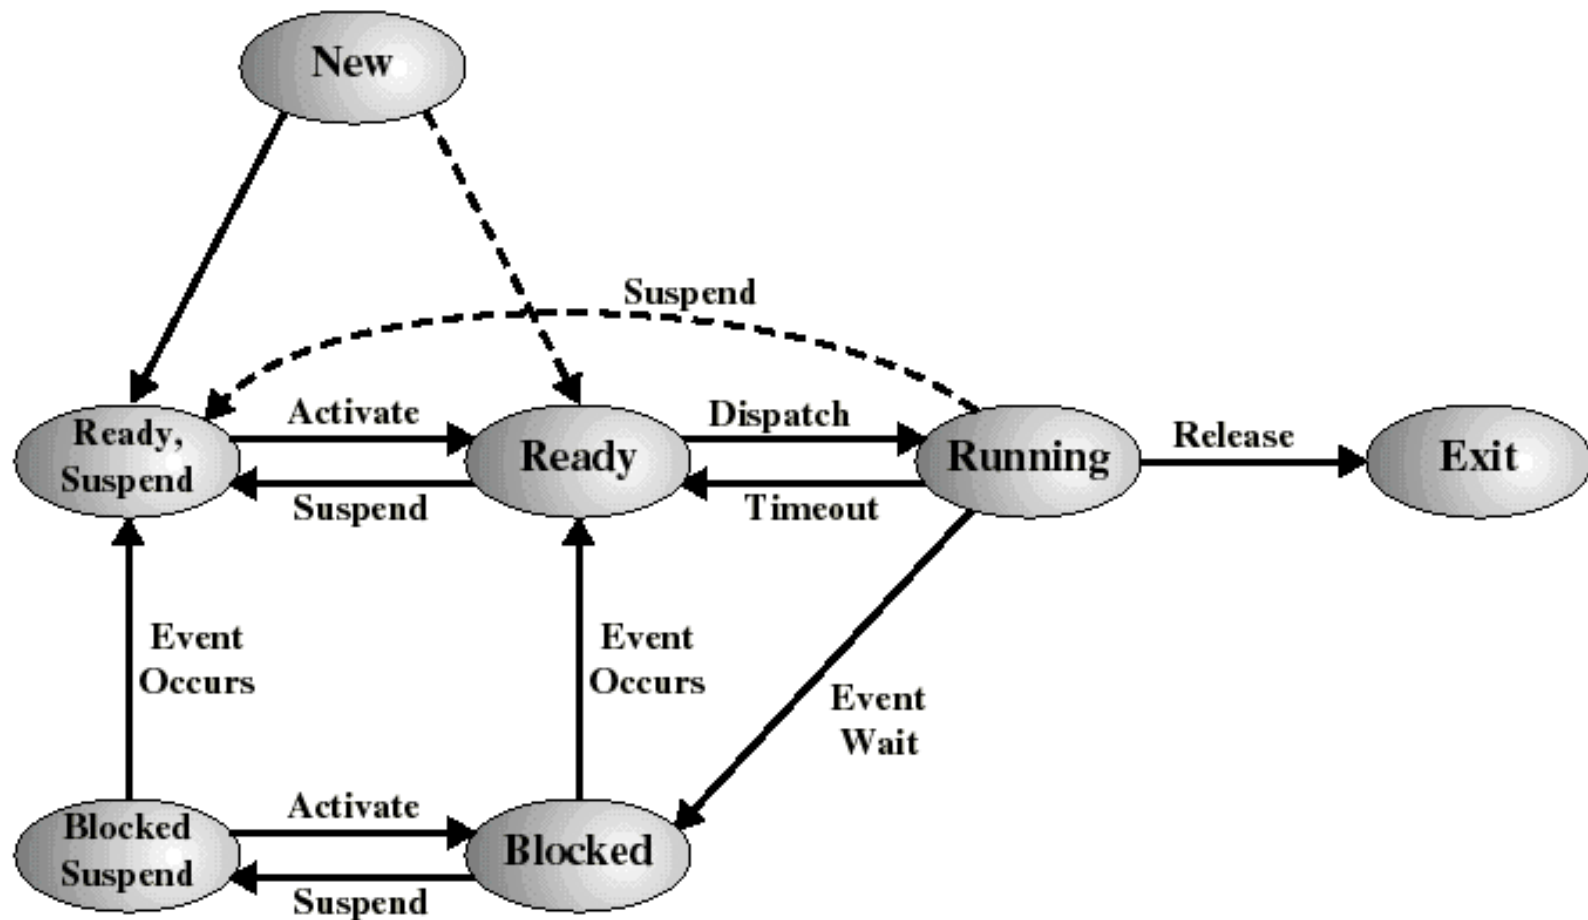 New
Suspend
Ready,
Suspend
Activate
Suspend
Ready
Dispatch
Timeout
Running
Release
Exit
Event
Occurs
Event
Occurs
Event
Wait
Blocked
Suspend
Activate
Suspend
Blocked